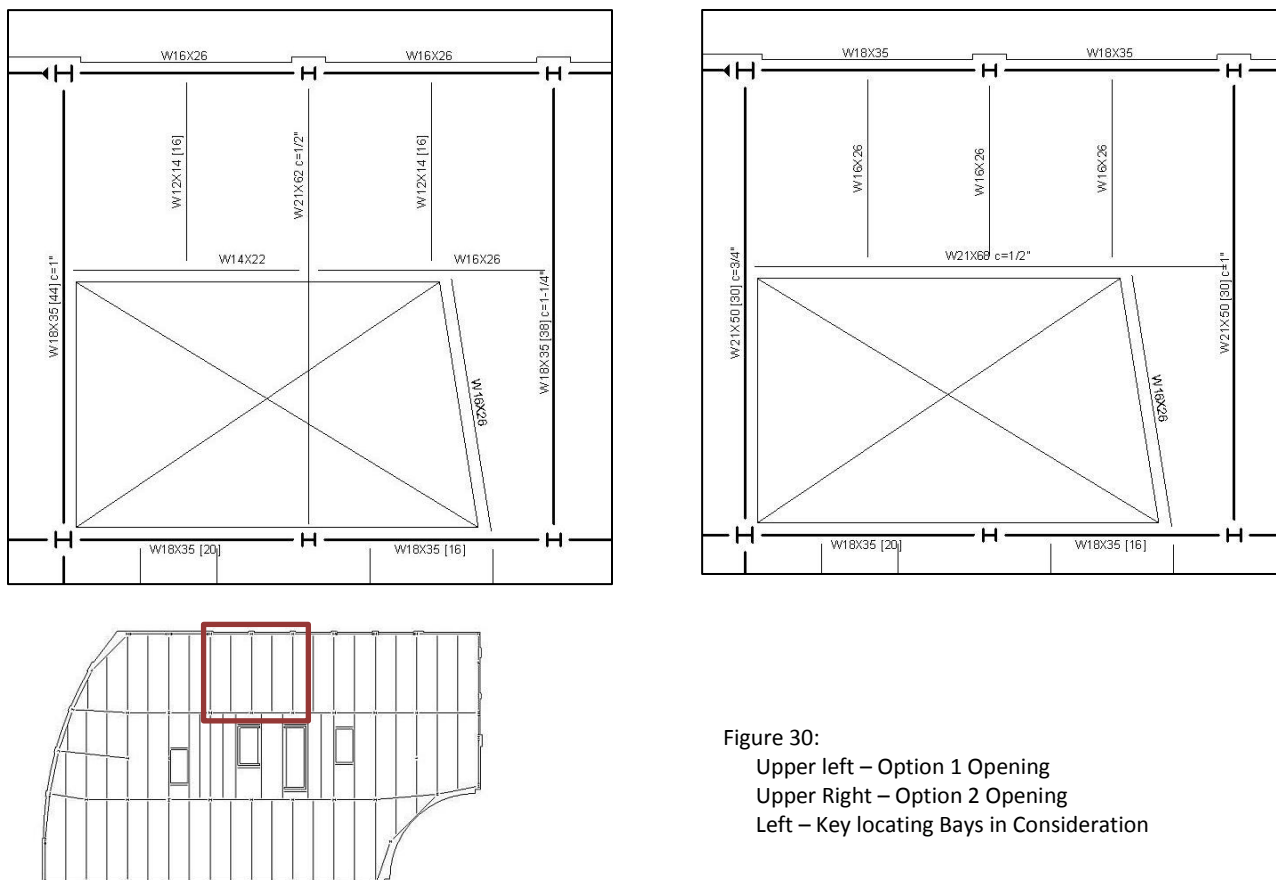 W16X26
W16X26
W12X14 [16]
W21X62 c=1/2"
W12X14 [16]
W14X22
W16X26
W18X35 [44] c=1"
W18X35 [38] c=1-1/4"
W16X26
W18X35 [20]
W18X35 [16]
W18X35
W18X35
W16X26
W16X26
W16X26
W21X68 c=1/2"
W21X50 [30] c=3/4"
W21X50 [30] c=1"
W16X26
W18X35 [20]
W18X35 [16]
Figure 30:
Upper left – Option 1 Opening
Upper Right – Option 2 Opening
Left – Key locating Bays in Consideration